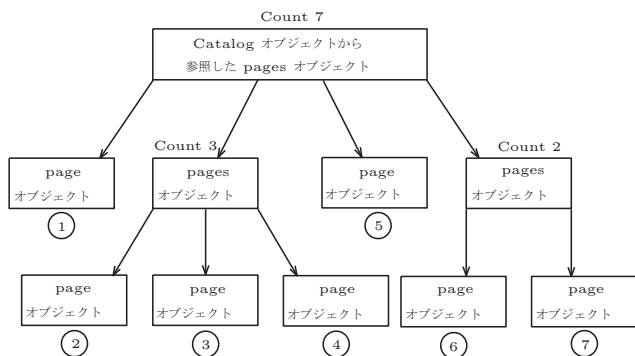 Count 7
Catalog オブジェクトから
参照した pages オブジェクト
Count 3
Count 2
page
オブジェクト
pages
オブジェクト
page
オブジェクト
pages
オブジェクト
1
5
page
オブジェクト
page
オブジェクト
page
オブジェクト
page
オブジェクト
page
オブジェクト
2
3
4
6
7